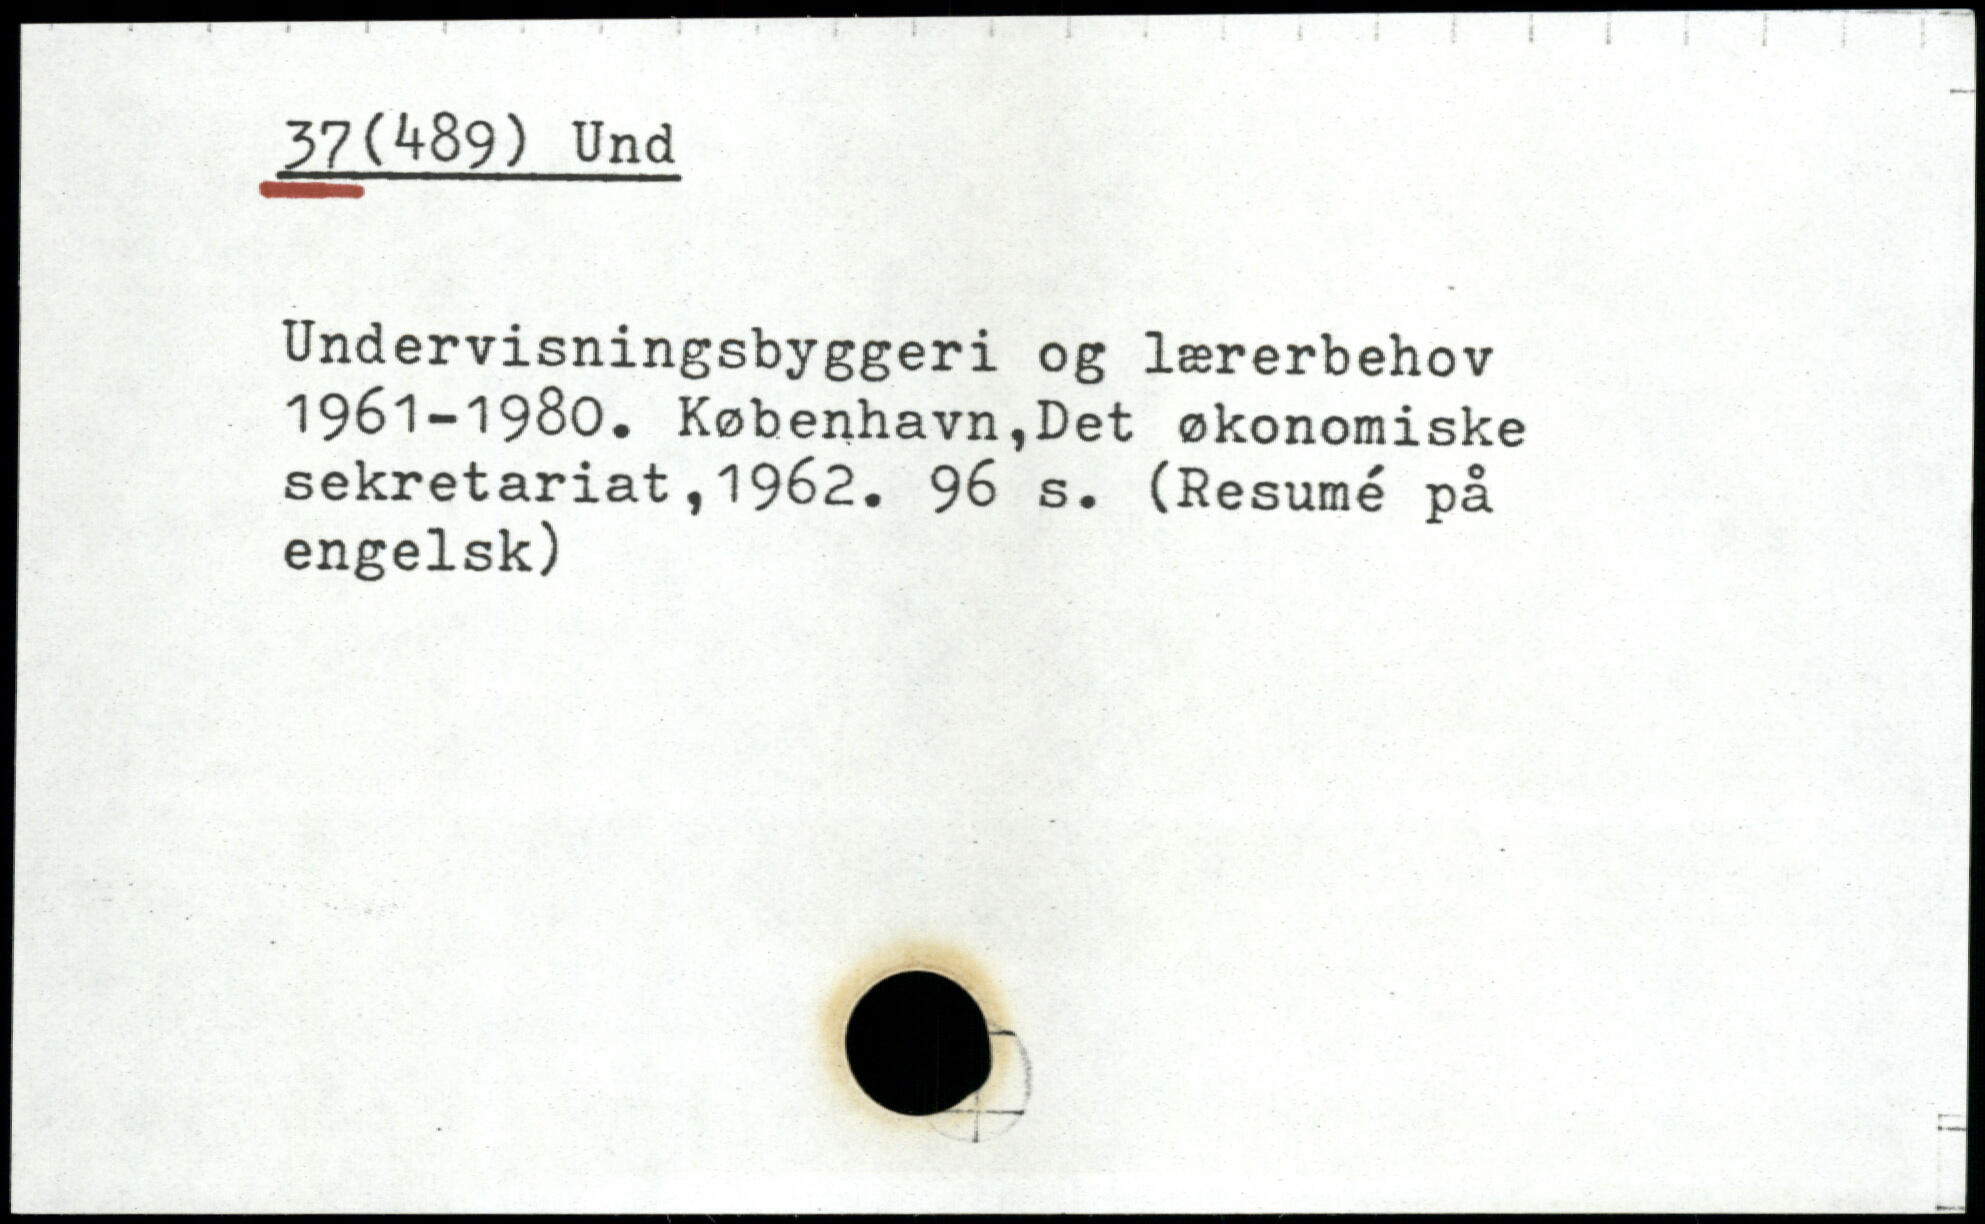 37(489) Und
Undervisningsbyggeri og lærerbehov
1961-1980. København,Det økonomiske
sekretariat,1962. 96 s. (Resumé på
engelsk)